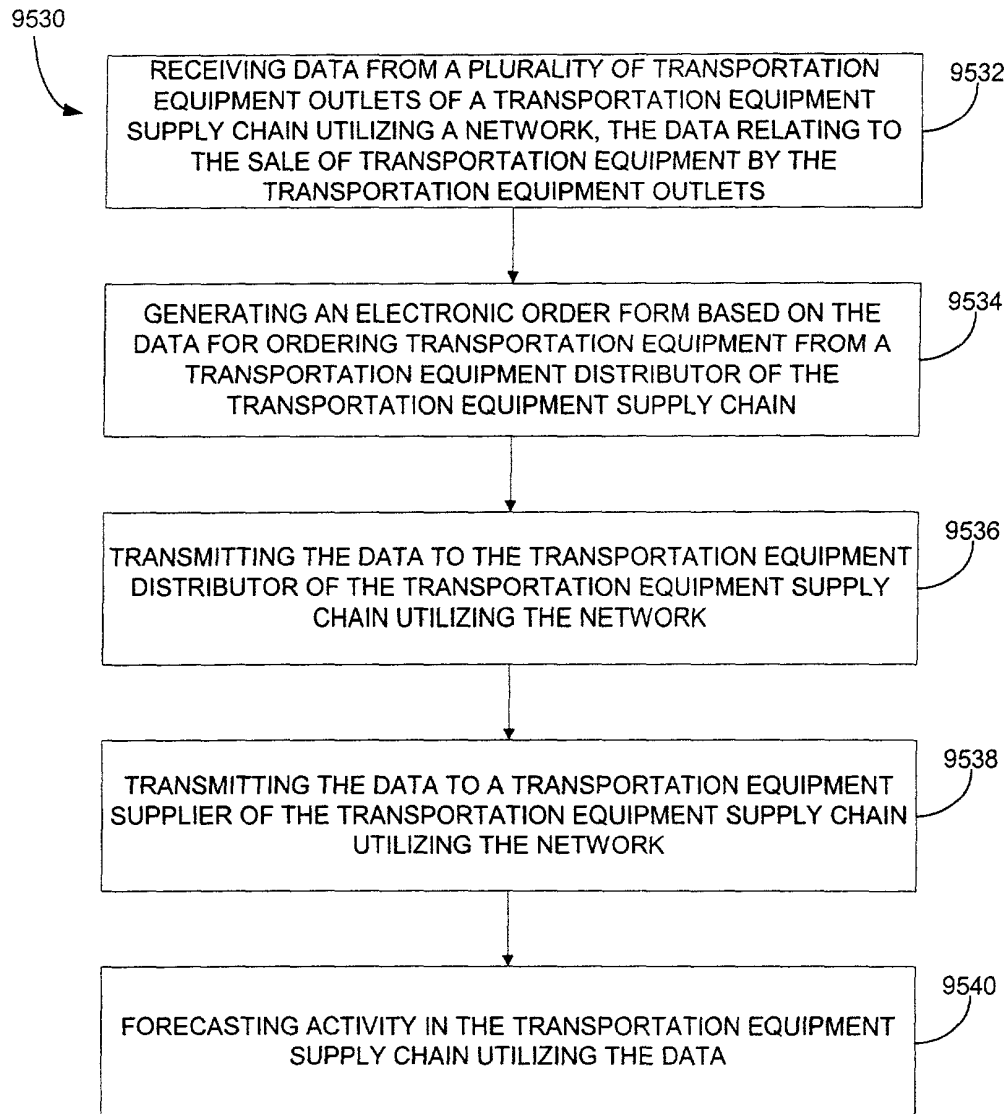 9530
RECEIVING DATA FROM A PLURALITY OF TRANSPORTATION
EQUIPMENT OUTLETS OF A TRANSPORTATION EQUIPMENT
SUPPLY CHAIN UTILIZING A NETWORK, THE DATA RELATING TO
THE SALE OF TRANSPORTATION EQUIPMENT BY THE
TRANSPORTATION EQUIPMENT OUTLETS
9532
GENERATING AN ELECTRONIC ORDER FORM BASED ON THE
DATA FOR ORDERING TRANSPORTATION EQUIPMENT FROM A
TRANSPORTATION EQUIPMENT DISTRIBUTOR OF THE
TRANSPORTATION EQUIPMENT SUPPLY CHAIN
9534
TRANSMITTING THE DATA TO THE TRANSPORTATION EQUIPMENT
DISTRIBUTOR OF THE TRANSPORTATION EQUIPMENT SUPPLY
CHAIN UTILIZING THE NETWORK
9536
TRANSMITTING THE DATA TO A TRANSPORTATION EQUIPMENT
SUPPLIER OF THE TRANSPORTATION EQUIPMENT SUPPLY CHAIN
UTILIZING THE NETWORK
9538
FORECASTING ACTIVITY IN THE TRANSPORTATION EQUIPMENT
SUPPLY CHAIN UTILIZING THE DATA
9540